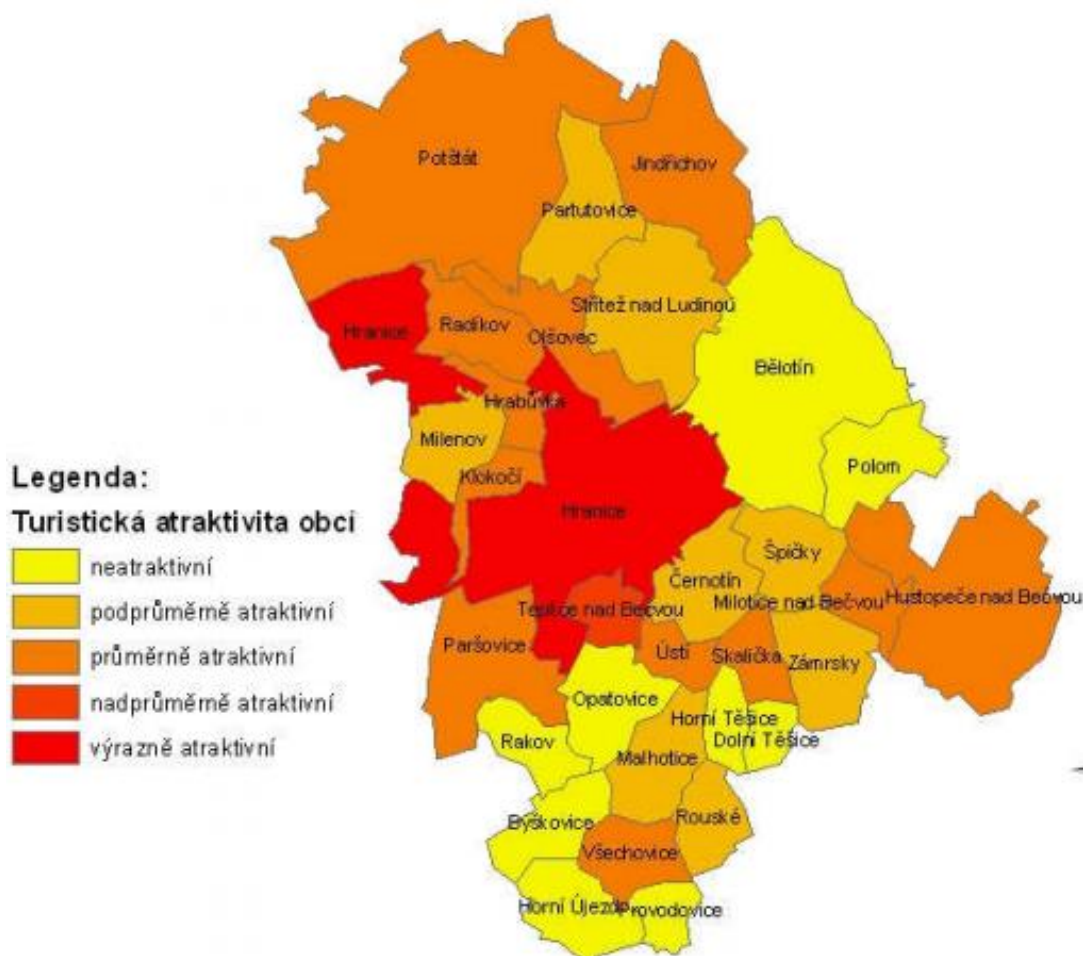 Potštát
Jindřichov
Partutovice
Střítež nad Ludinou
Hranice
Radíkov
Olšovec
Bělotín
Hrabůvka
Milenov
Polom
Klokočí
Legenda:
Turistická atraktivita obcí
neatraktivní
podprůměrně atraktivní
průměrně atraktivní
nadprůměrně atraktivní
výrazně atraktivní
Hranice
Špičky
Černotín
Teplice nad Bečvou
Milotice nad Bečvou
Hustopeče nad Bečvou
Paršovice
Ústí
Skalička
Zámrsky
Opatovice
Horní Těšice
Rakov
Dolní Těšice
Malhotice
Rouské
Býškovice
Všechovice
Horní Újezd
Provodovice